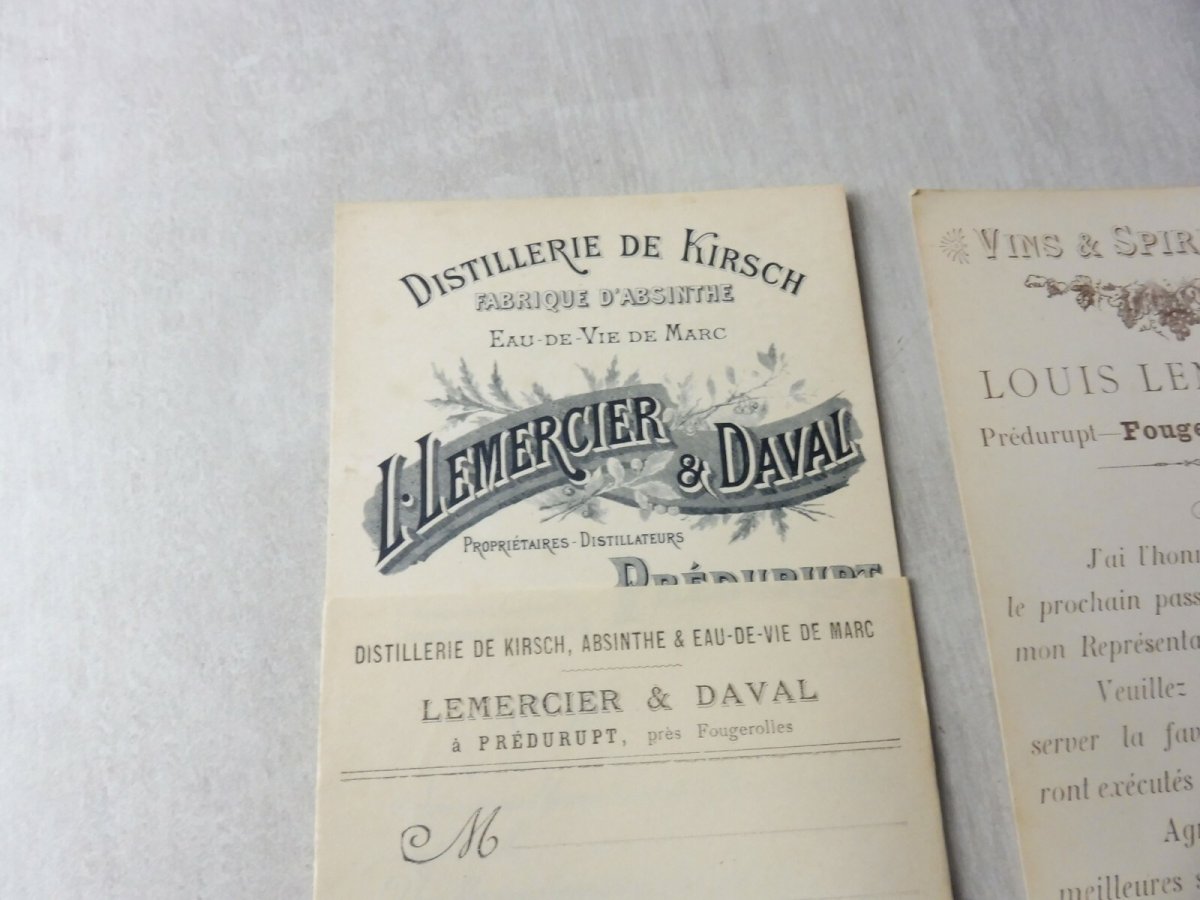 DISTILLERIE DE KIRSCH
FABRIQUE D'ABSINTHE
EAU-DE-VIE DE MARC
L. LEMERCIER & DAVAL
PROPRIÉTAIRES-DISTILLATEURS
PRÉDURUPT
DISTILLERIE DE KIRSCH, ABSINTHE & EAU-DE-VIE DE MARC
LEMERCIER & DAVAL
à PRÉDURUPT, près Fougerolles
M
VINS & SPIR
LOUIS LE
Prédurupt—Fouge
J'ai l'honn
le prochain pass
mon Représenta
Veuillez
server la fav
ront exécutés
Ag
meilleures s